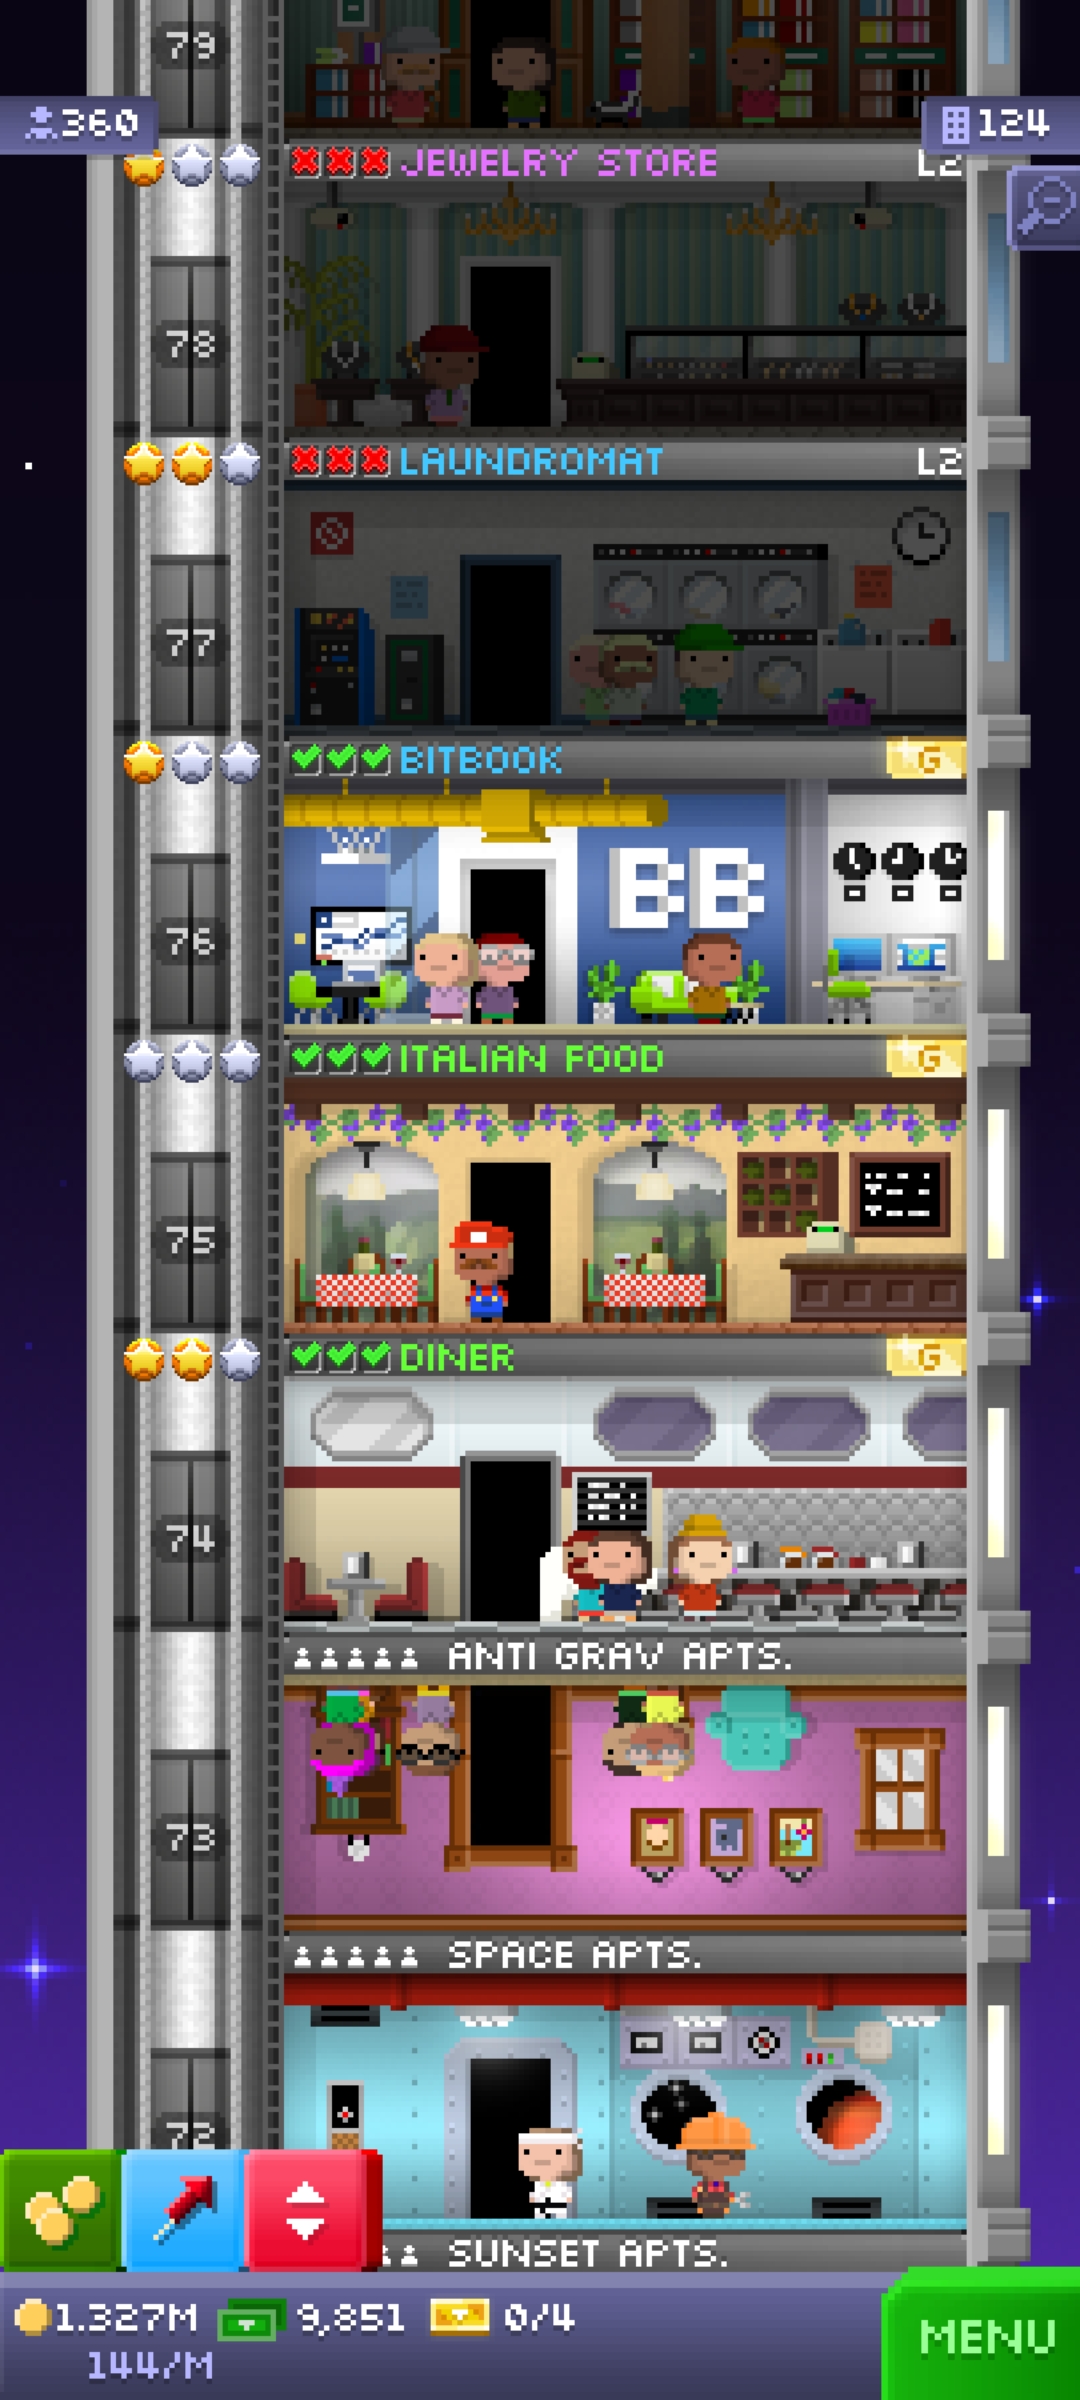 79
360
124
JEWELRY STORE L2
78
LAUNDROMAT L2
77
BITBOOK G
BB
76
ITALIAN FOOD G
75
DINER G
74
ANTI GRAV APTS.
73
SPACE APTS.
72
SUNSET APTS.
1.327M 9,851 0/4
MENU
144/M